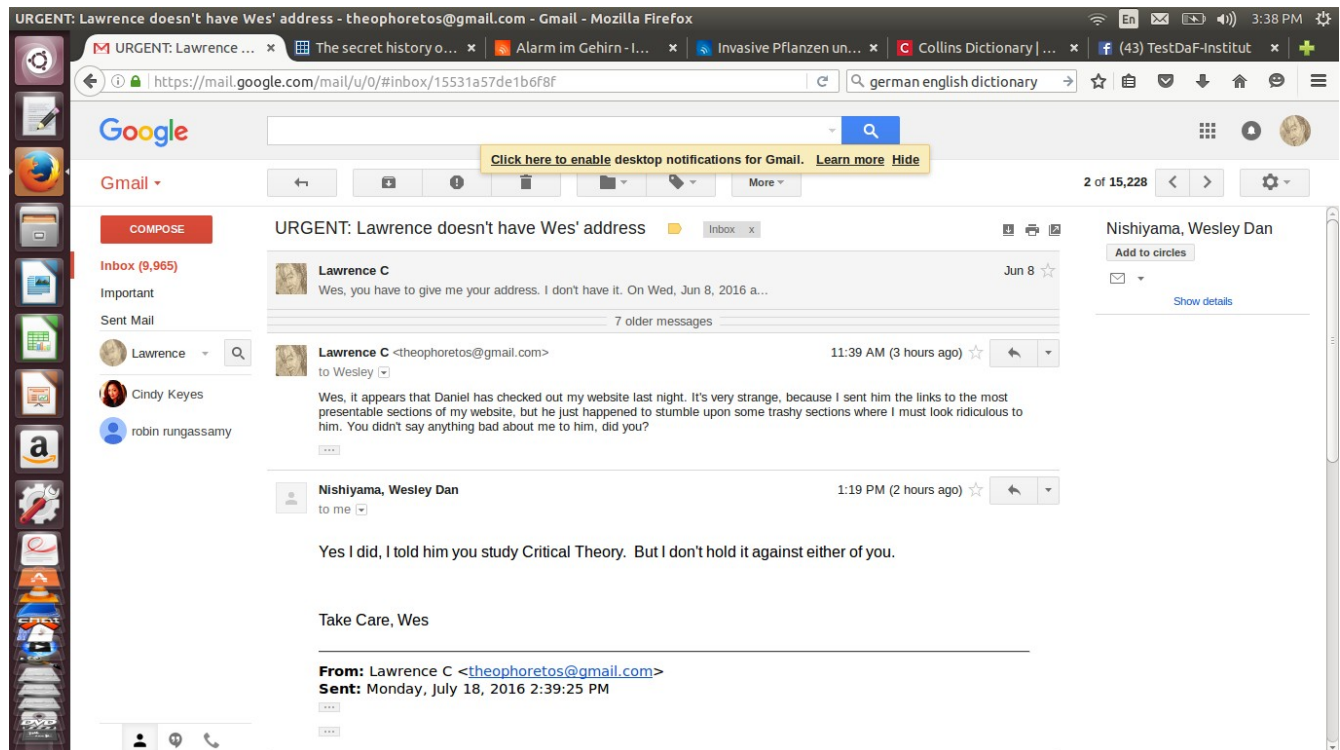 URGENT: Lawrence doesn't have Wes' address - theophoretos@gmail.com - Gmail - Mozilla Firefox
En
3:38 PM
URGENT: Lawrence ... ×
The secret history o... ×
Alarm im Gehirn - I... ×
Invasive Pflanzen un... ×
Collins Dictionary | ... ×
(43) TestDaF-Institut ×
https://mail.google.com/mail/u/0/#inbox/15531a57de1b6f8f
german english dictionary
Google
Click here to enable desktop notifications for Gmail. Learn more Hide
Gmail
More
2 of 15,228
COMPOSE
Inbox (9,965)
Important
Sent Mail
Lawrence
Cindy Keyes
robin rungassamy
URGENT: Lawrence doesn't have Wes' address
Inbox x
Lawrence C
Jun 8
Wes, you have to give me your address. I don't have it. On Wed, Jun 8, 2016 a...
7 older messages
Lawrence C <theophoretos@gmail.com>
11:39 AM (3 hours ago)
to Wesley
Wes, it appears that Daniel has checked out my website last night. It's very strange, because I sent him the links to the most
presentable sections of my website, but he just happened to stumble upon some trashy sections where I must look ridiculous to
him. You didn't say anything bad about me to him, did you?
Nishiyama, Wesley Dan
1:19 PM (2 hours ago)
to me
Yes I did, I told him you study Critical Theory.  But I don't hold it against either of you.
Take Care, Wes
From: Lawrence C <theophoretos@gmail.com>
Sent: Monday, July 18, 2016 2:39:25 PM
Nishiyama, Wesley Dan
Add to circles
Show details
a
DVD